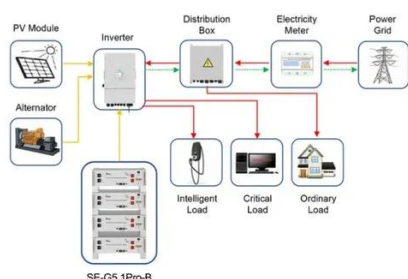 PV Module
Inverter
Distribution
Box
Electricity
Meter
Power
Grid
Alternator
Intelligent
Load
Critical
Load
Ordinary
Load
SE-G5.1Pro-B